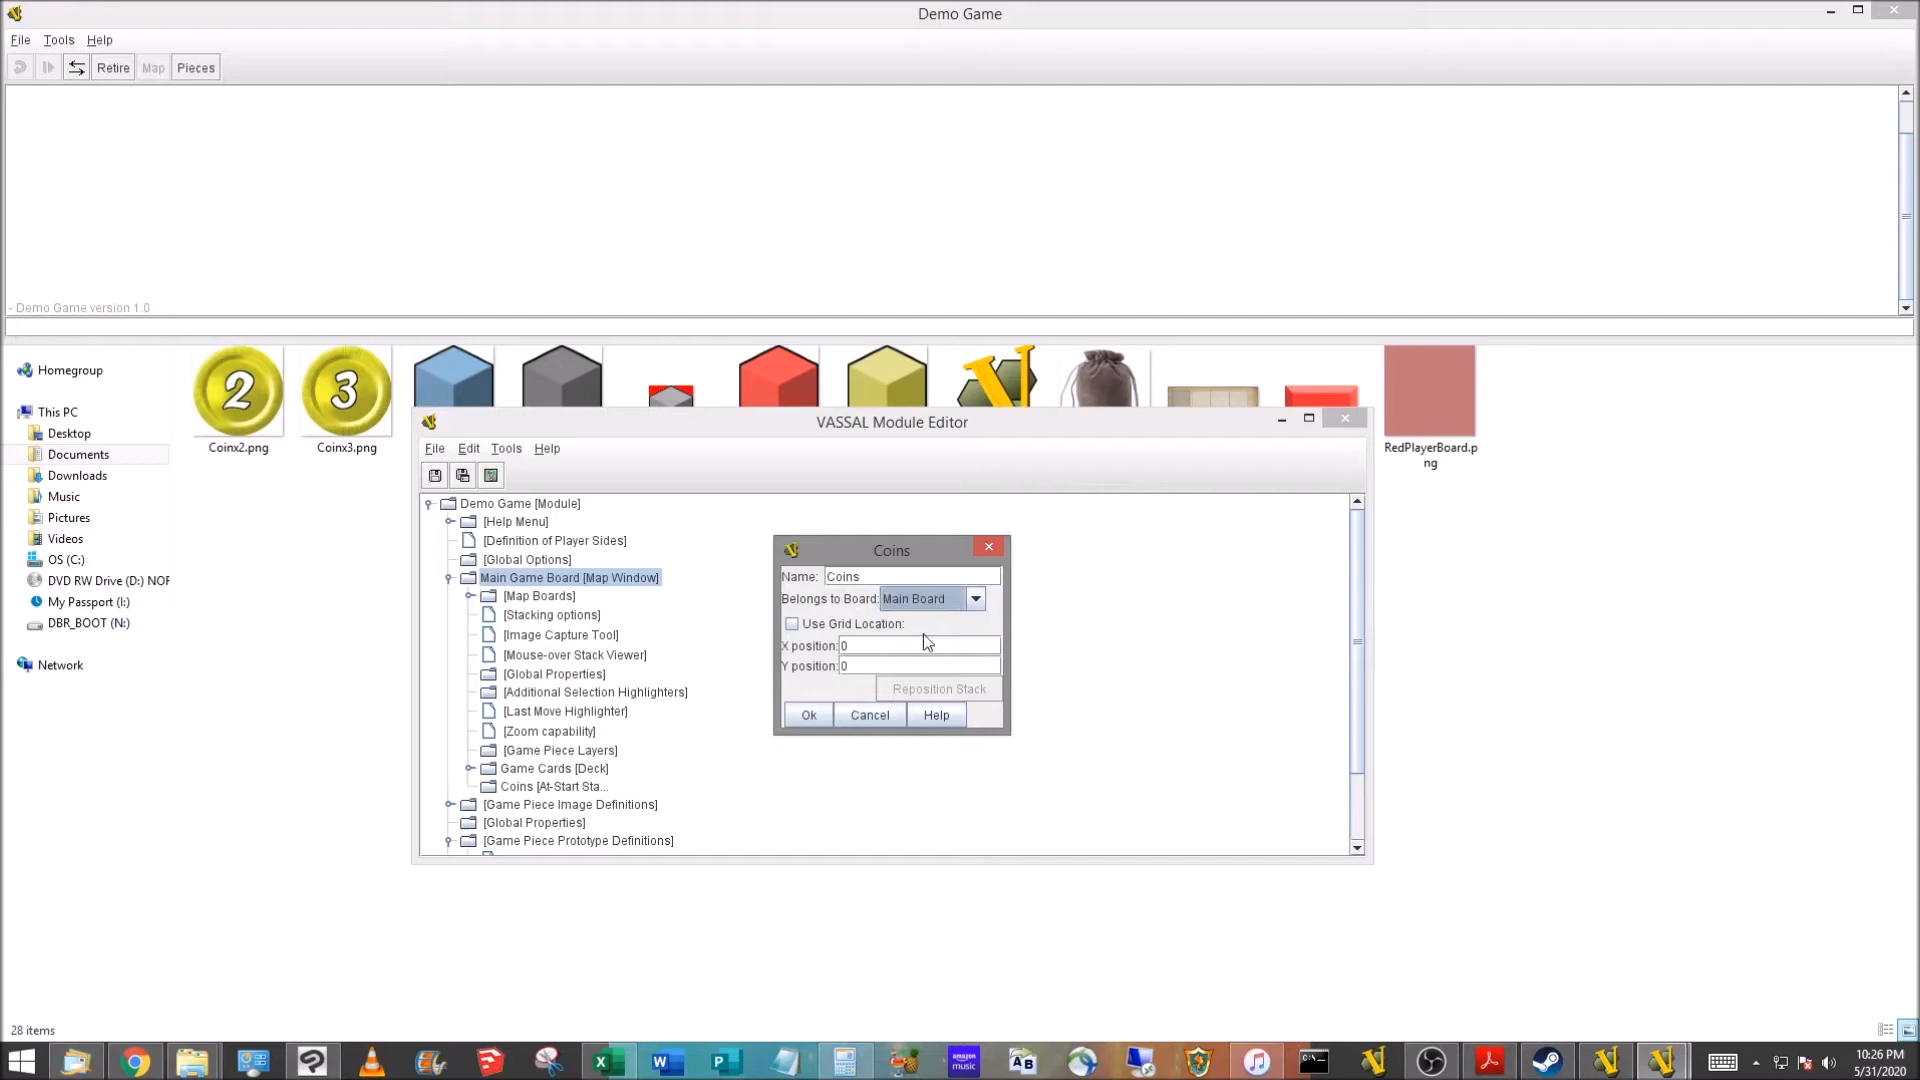 Demo Game
File Tools Help
Retire Map Pieces
- Demo Game version 1.0
Homegroup
This PC
Desktop
Documents
Downloads
Music
Pictures
Videos
OS (C:)
DVD RW Drive (D:) NOF
My Passport (I:)
DBR_BOOT (N:)
Network
2
3
Coinx2.png
Coinx3.png
RedPlayerBoard.p
ng
VASSAL Module Editor
File Edit Tools Help
Demo Game [Module]
[Help Menu]
[Definition of Player Sides]
[Global Options]
Main Game Board [Map Window]
[Map Boards]
[Stacking options]
[Image Capture Tool]
[Mouse-over Stack Viewer]
[Global Properties]
[Additional Selection Highlighters]
[Last Move Highlighter]
[Zoom capability]
[Game Piece Layers]
Game Cards [Deck]
Coins [At-Start Sta...
[Game Piece Image Definitions]
[Global Properties]
[Game Piece Prototype Definitions]
Coins
Name: Coins
Belongs to Board: Main Board
Use Grid Location:
X position: 0
Y position: 0
Reposition Stack
Ok Cancel Help
28 items
amazon
music
10:26 PM
5/31/2020